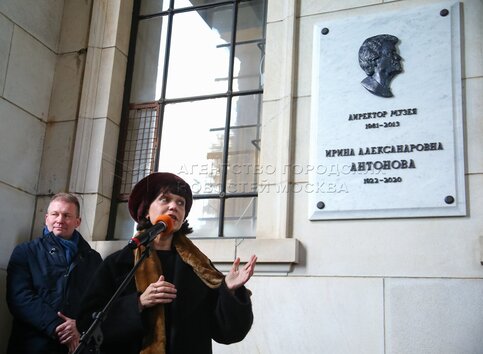 ДИРЕКТОР МУЗЕЯ
1961-2013
ИРИНА АЛЕКСАНДРОВНА
АНТОНОВА
1922-2020
АГЕНТСТВО ГОРОДСКИХ
НОВОСТЕЙ МОСКВА